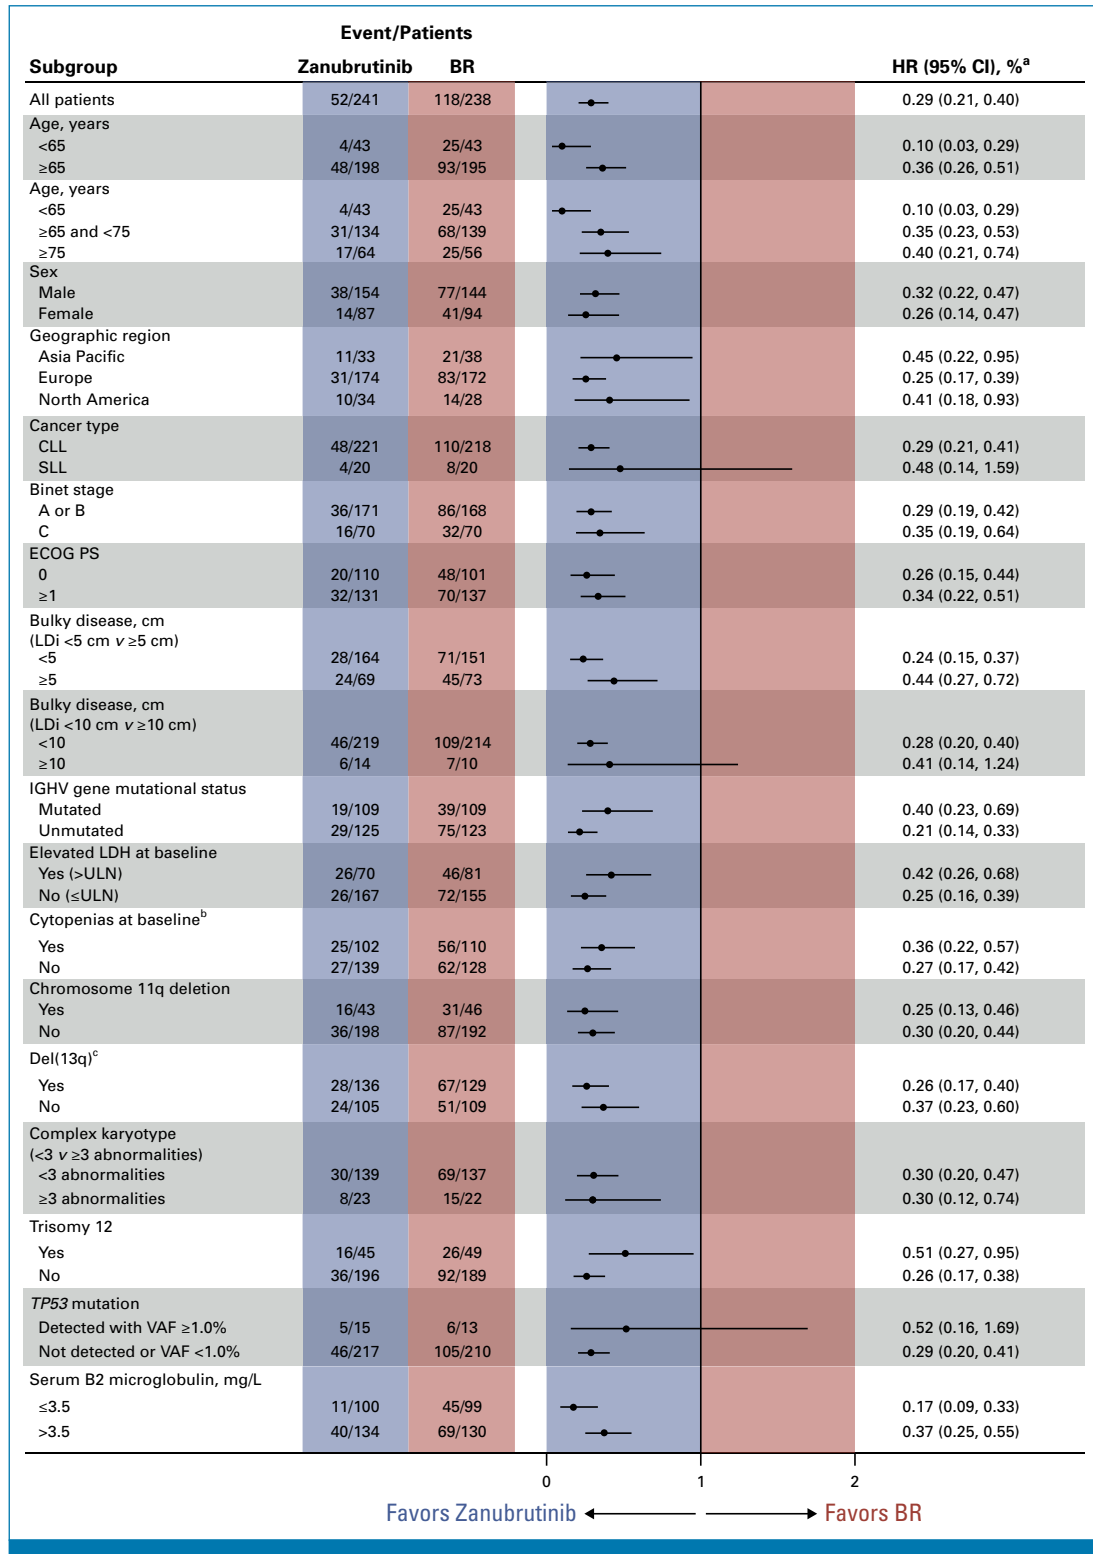 Event/Patients
Subgroup Zanubrutinib BR HR (95% CI), %a
All patients 52/241 118/238 0.29 (0.21, 0.40)
Age, years
<65 4/43 25/43 0.10 (0.03, 0.29)
≥65 48/198 93/195 0.36 (0.26, 0.51)
Age, years
<65 4/43 25/43 0.10 (0.03, 0.29)
≥65 and <75 31/134 68/139 0.35 (0.23, 0.53)
≥75 17/64 25/56 0.40 (0.21, 0.74)
Sex
Male 38/154 77/144 0.32 (0.22, 0.47)
Female 14/87 41/94 0.26 (0.14, 0.47)
Geographic region
Asia Pacific 11/33 21/38 0.45 (0.22, 0.95)
Europe 31/174 83/172 0.25 (0.17, 0.39)
North America 10/34 14/28 0.41 (0.18, 0.93)
Cancer type
CLL 48/221 110/218 0.29 (0.21, 0.41)
SLL 4/20 8/20 0.48 (0.14, 1.59)
Binet stage
A or B 36/171 86/168 0.29 (0.19, 0.42)
C 16/70 32/70 0.35 (0.19, 0.64)
ECOG PS
0 20/110 48/101 0.26 (0.15, 0.44)
≥1 32/131 70/137 0.34 (0.22, 0.51)
Bulky disease, cm
(LDi <5 cm v ≥5 cm)
<5 28/164 71/151 0.24 (0.15, 0.37)
≥5 24/69 45/73 0.44 (0.27, 0.72)
Bulky disease, cm
(LDi <10 cm v ≥10 cm)
<10 46/219 109/214 0.28 (0.20, 0.40)
≥10 6/14 7/10 0.41 (0.14, 1.24)
IGHV gene mutational status
Mutated 19/109 39/109 0.40 (0.23, 0.69)
Unmutated 29/125 75/123 0.21 (0.14, 0.33)
Elevated LDH at baseline
Yes (>ULN) 26/70 46/81 0.42 (0.26, 0.68)
No (≤ULN) 26/167 72/155 0.25 (0.16, 0.39)
Cytopenias at baselineb
Yes 25/102 56/110 0.36 (0.22, 0.57)
No 27/139 62/128 0.27 (0.17, 0.42)
Chromosome 11q deletion
Yes 16/43 31/46 0.25 (0.13, 0.46)
No 36/198 87/192 0.30 (0.20, 0.44)
Del(13q)c
Yes 28/136 67/129 0.26 (0.17, 0.40)
No 24/105 51/109 0.37 (0.23, 0.60)
Complex karyotype
(<3 v ≥3 abnormalities)
<3 abnormalities 30/139 69/137 0.30 (0.20, 0.47)
≥3 abnormalities 8/23 15/22 0.30 (0.12, 0.74)
Trisomy 12
Yes 16/45 26/49 0.51 (0.27, 0.95)
No 36/196 92/189 0.26 (0.17, 0.38)
TP53 mutation
Detected with VAF ≥1.0% 5/15 6/13 0.52 (0.16, 1.69)
Not detected or VAF <1.0% 46/217 105/210 0.29 (0.20, 0.41)
Serum B2 microglobulin, mg/L
≤3.5 11/100 45/99 0.17 (0.09, 0.33)
>3.5 40/134 69/130 0.37 (0.25, 0.55)
0 1 2
Favors Zanubrutinib Favors BR